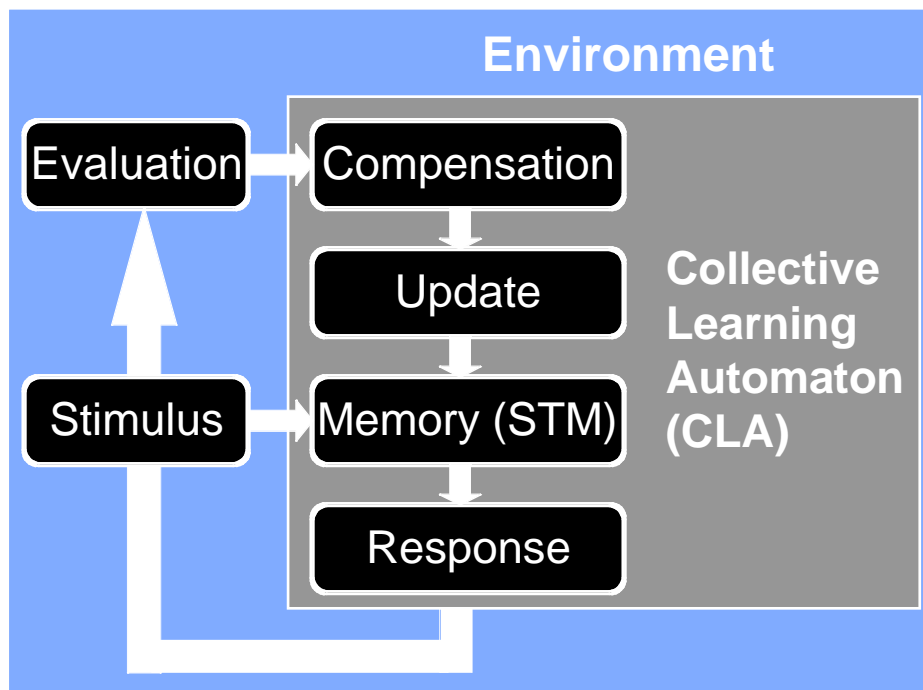 Environment
Evaluation
Compensation
Update
Collective
Learning
Automaton
(CLA)
Stimulus
Memory (STM)
Response